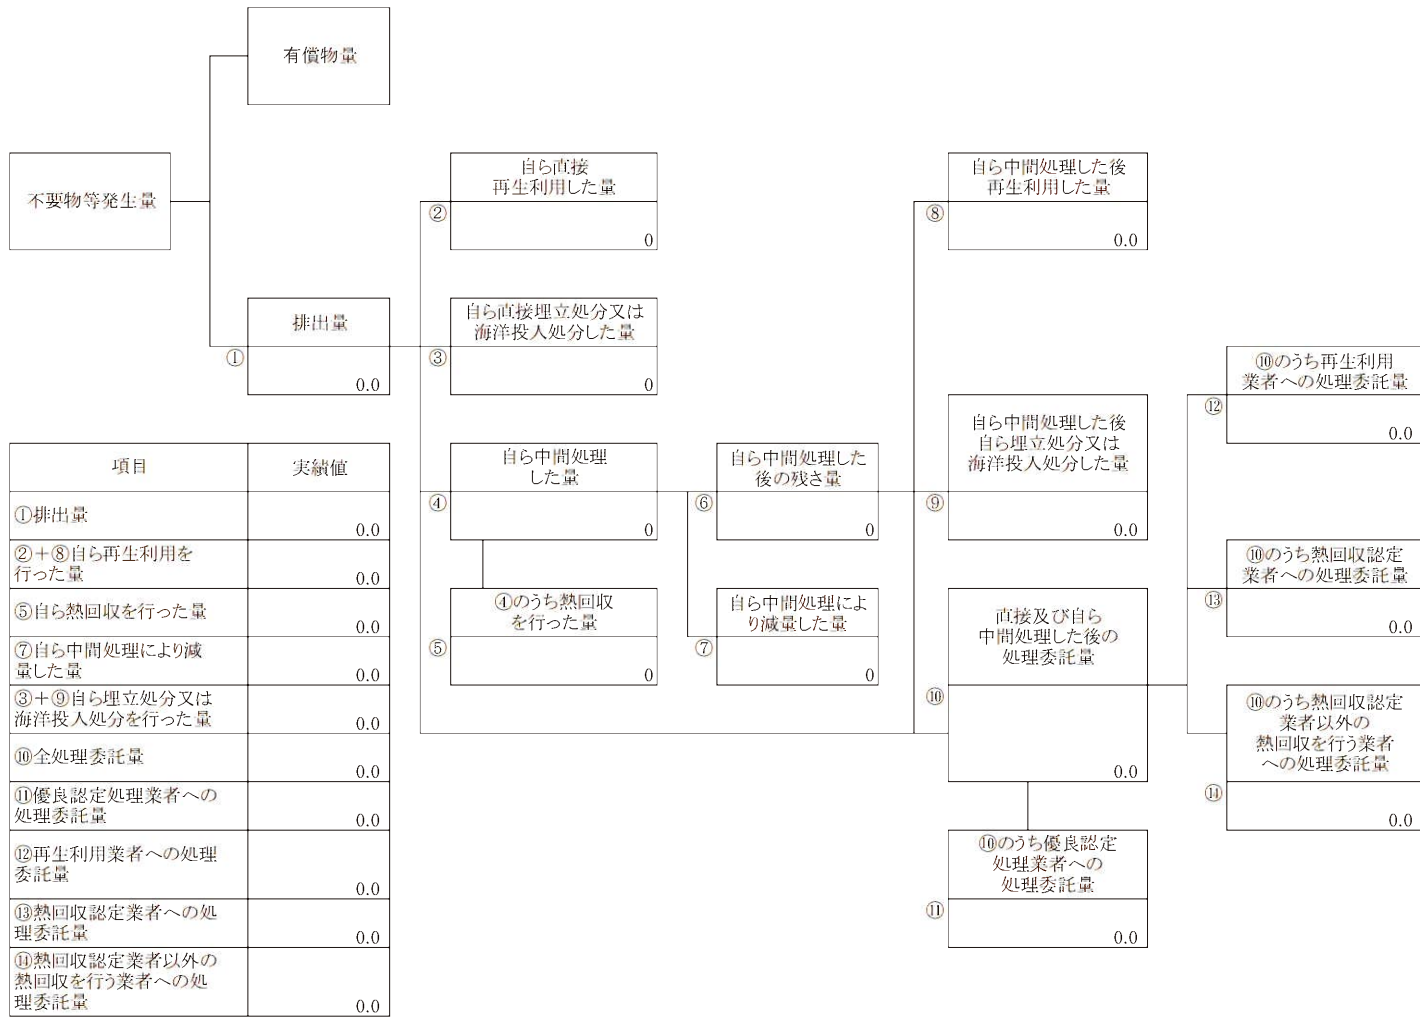 有償物量
不要物等発生量
排出量
①
0.0
自ら直接
再生利用した量
②
0
自ら直接埋立処分又は
海洋投入処分した量
③
0
自ら中間処理
した量
④
0
④のうち熱回収
を行った量
⑤
0
自ら中間処理した
後の残さ量
⑥
0
自ら中間処理によ
り減量した量
⑦
0
自ら中間処理した後
再生利用した量
⑧
0.0
自ら中間処理した後
自ら埋立処分又は
海洋投入処分した量
⑨
0.0
直接及び自ら
中間処理した後の
処理委託量
⑩
0.0
⑩のうち優良認定
処理業者への
処理委託量
⑪
0.0
⑩のうち再生利用
業者への処理委託量
⑫
0.0
⑩のうち熱回収認定
業者への処理委託量
⑬
0.0
⑩のうち熱回収認定
業者以外の
熱回収を行う業者
への処理委託量
⑭
0.0
項目 実績値
①排出量
0.0
②+⑧自ら再生利用を
行った量 0.0
⑤自ら熱回収を行った量
0.0
⑦自ら中間処理により減
量した量 0.0
③+⑨自ら埋立処分又は
海洋投入処分を行った量 0.0
⑩全処理委託量
0.0
⑪優良認定処理業者への
処理委託量 0.0
⑫再生利用業者への処理
委託量 0.0
⑬熱回収認定業者への処
理委託量 0.0
⑭熱回収認定業者以外の
熱回収を行う業者への処
理委託量 0.0